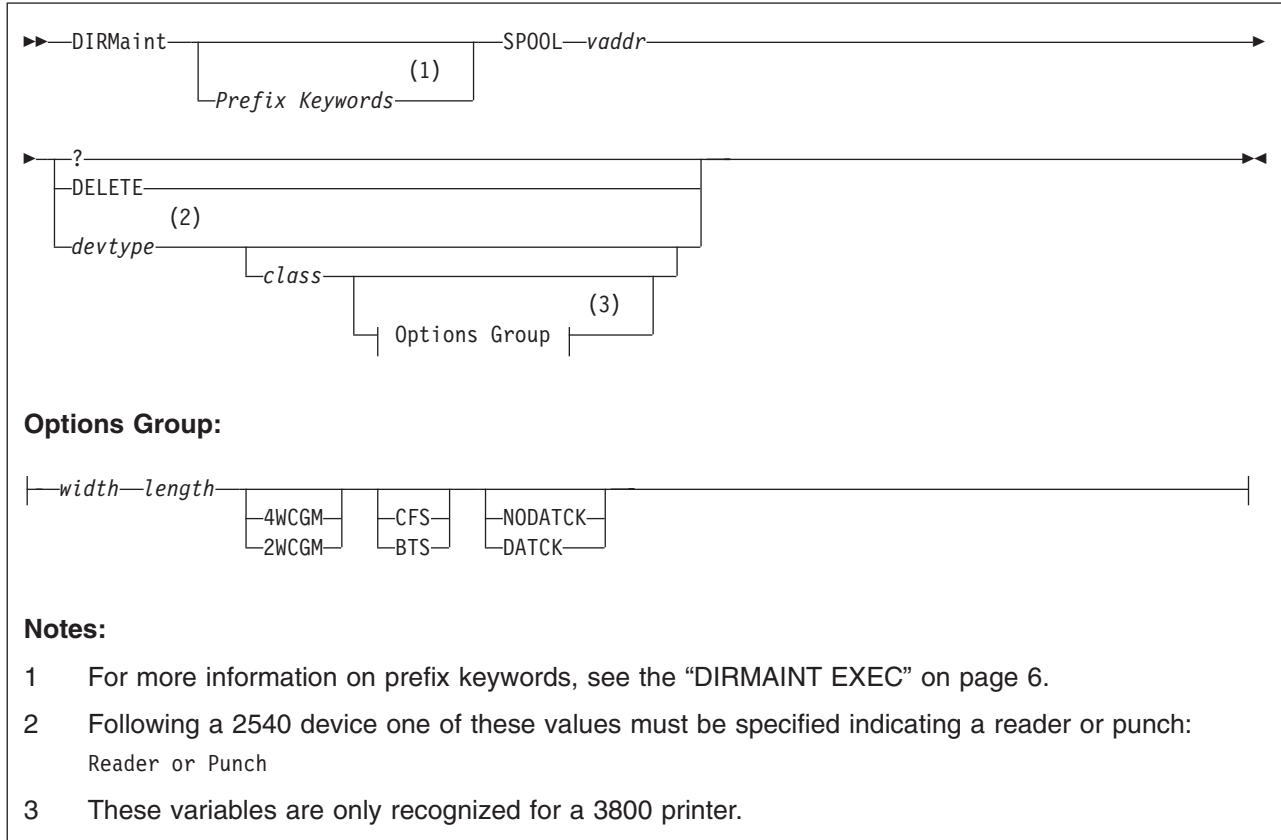 DIRMaint SPOOL vaddr
(1)
Prefix Keywords
?
DELETE
(2)
devtype
class
(3)
Options Group
Options Group:
width length
4WCGM CFS NODATCK
2WCGM BTS DATCK
Notes:
1 For more information on prefix keywords, see the “DIRMAINT EXEC” on page 6.
2 Following a 2540 device one of these values must be specified indicating a reader or punch:
Reader or Punch
3 These variables are only recognized for a 3800 printer.